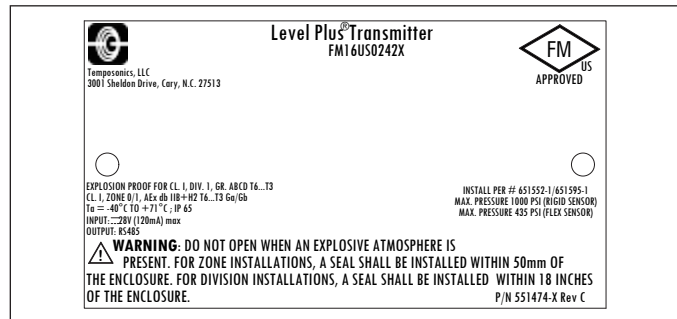 Level Plus® Transmitter
FM16US0242X
FM
US
APPROVED
Temposonics, LLC
3001 Sheldon Drive, Cary, N.C. 27513
EXPLOSION PROOF FOR CL. I, DIV. 1, GR. ABCD T6...T3
CL. I, ZONE 0/1, AEx db IIB+H2 T6...T3 Ga/Gb
Ta = -40°C TO +71°C ; IP 65
INPUT:⎓28V (120mA) max
OUTPUT: RS485
INSTALL PER # 651552-1/651595-1
MAX. PRESSURE 1000 PSI (RIGID SENSOR)
MAX. PRESSURE 435 PSI (FLEX SENSOR)
WARNING: DO NOT OPEN WHEN AN EXPLOSIVE ATMOSPHERE IS
PRESENT. FOR ZONE INSTALLATIONS, A SEAL SHALL BE INSTALLED WITHIN 50mm OF
THE ENCLOSURE. FOR DIVISION INSTALLATIONS, A SEAL SHALL BE INSTALLED WITHIN 18 INCHES
OF THE ENCLOSURE.
P/N 551474-X Rev C